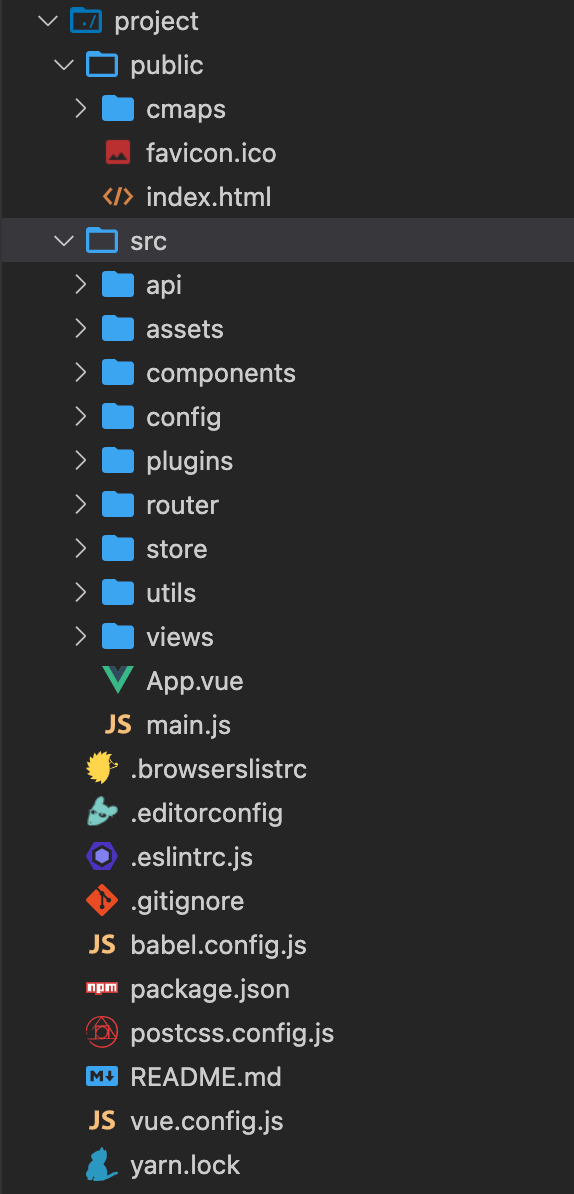 project
public
cmaps
favicon.ico
index.html
src
api
assets
components
config
plugins
router
store
utils
views
App.vue
JS main.js
.browserslistrc
.editorconfig
.eslintrc.js
.gitignore
JS babel.config.js
npm package.json
postcss.config.js
M README.md
JS vue.config.js
yarn.lock